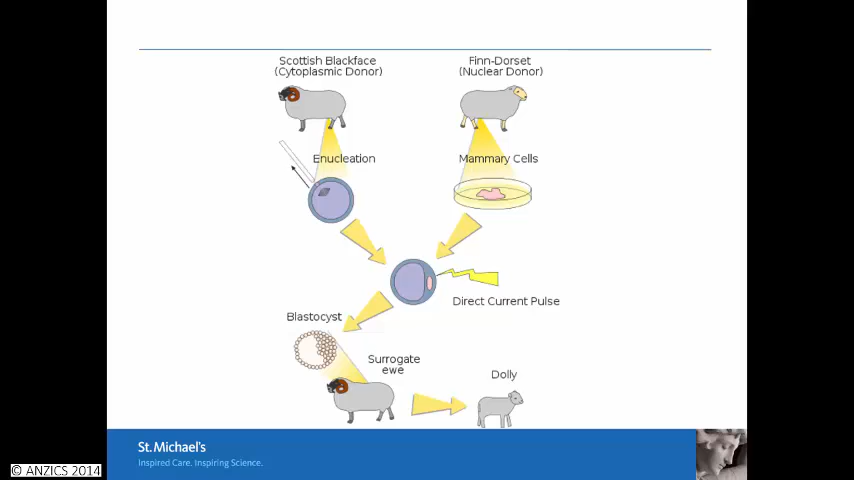 Scottish Blackface
(Cytoplasmic Donor)
Finn-Dorset
(Nuclear Donor)
Enucleation
Mammary Cells
Direct Current Pulse
Blastocyst
Surrogate
ewe
Dolly
St. Michael's
Inspired Care. Inspiring Science.
© ANZICS 2014